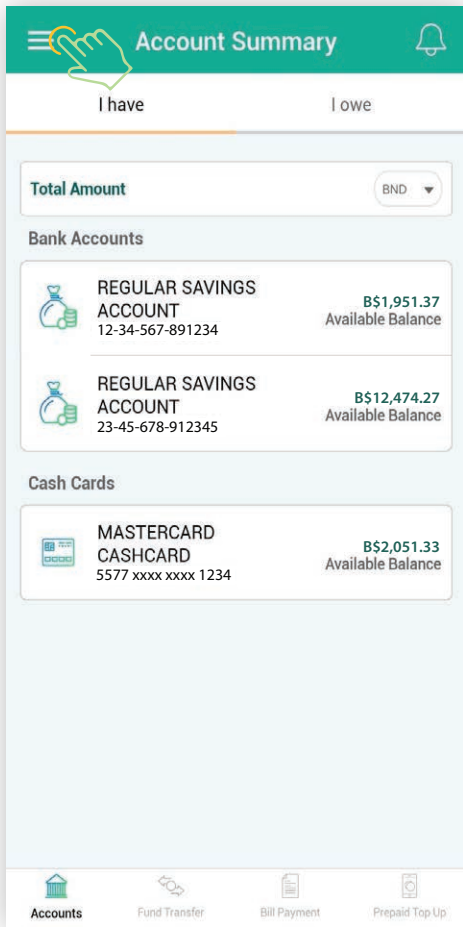 Account Summary
I have
I owe
Total Amount
BND
Bank Accounts
REGULAR SAVINGS
ACCOUNT
12-34-567-891234
B$1,951.37
Available Balance
REGULAR SAVINGS
ACCOUNT
23-45-678-912345
B$12,474.27
Available Balance
Cash Cards
MASTERCARD
CASHCARD
5577 xxxx xxxx 1234
B$2,051.33
Available Balance
Accounts
Fund Transfer
Bill Payment
Prepaid Top Up